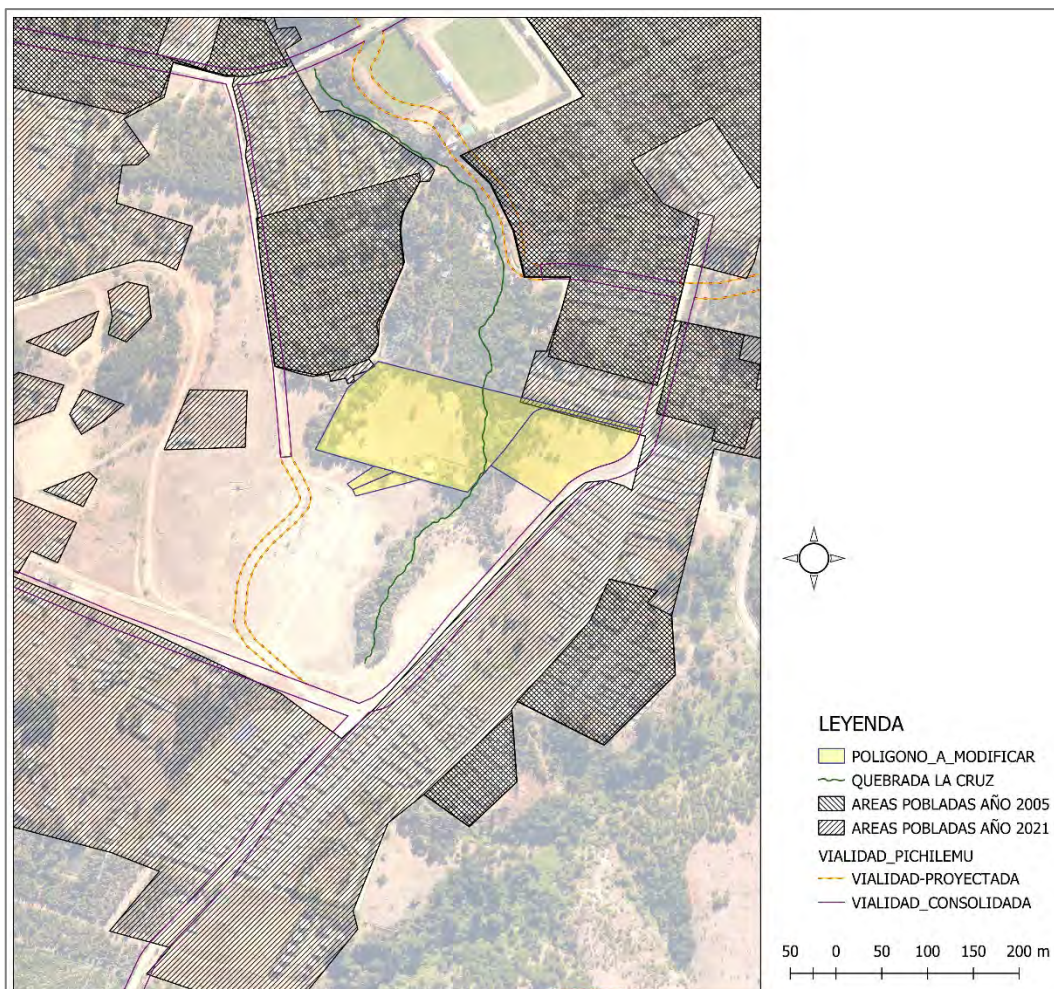 LEYENDA
POLIGONO_A_MODIFICAR
QUEBRADA LA CRUZ
AREAS POBLADAS AÑO 2005
AREAS POBLADAS AÑO 2021
VIALIDAD_PICHILEMU
VIALIDAD-PROYECTADA
VIALIDAD_CONSOLIDADA
50 0 50 100 150 200 m